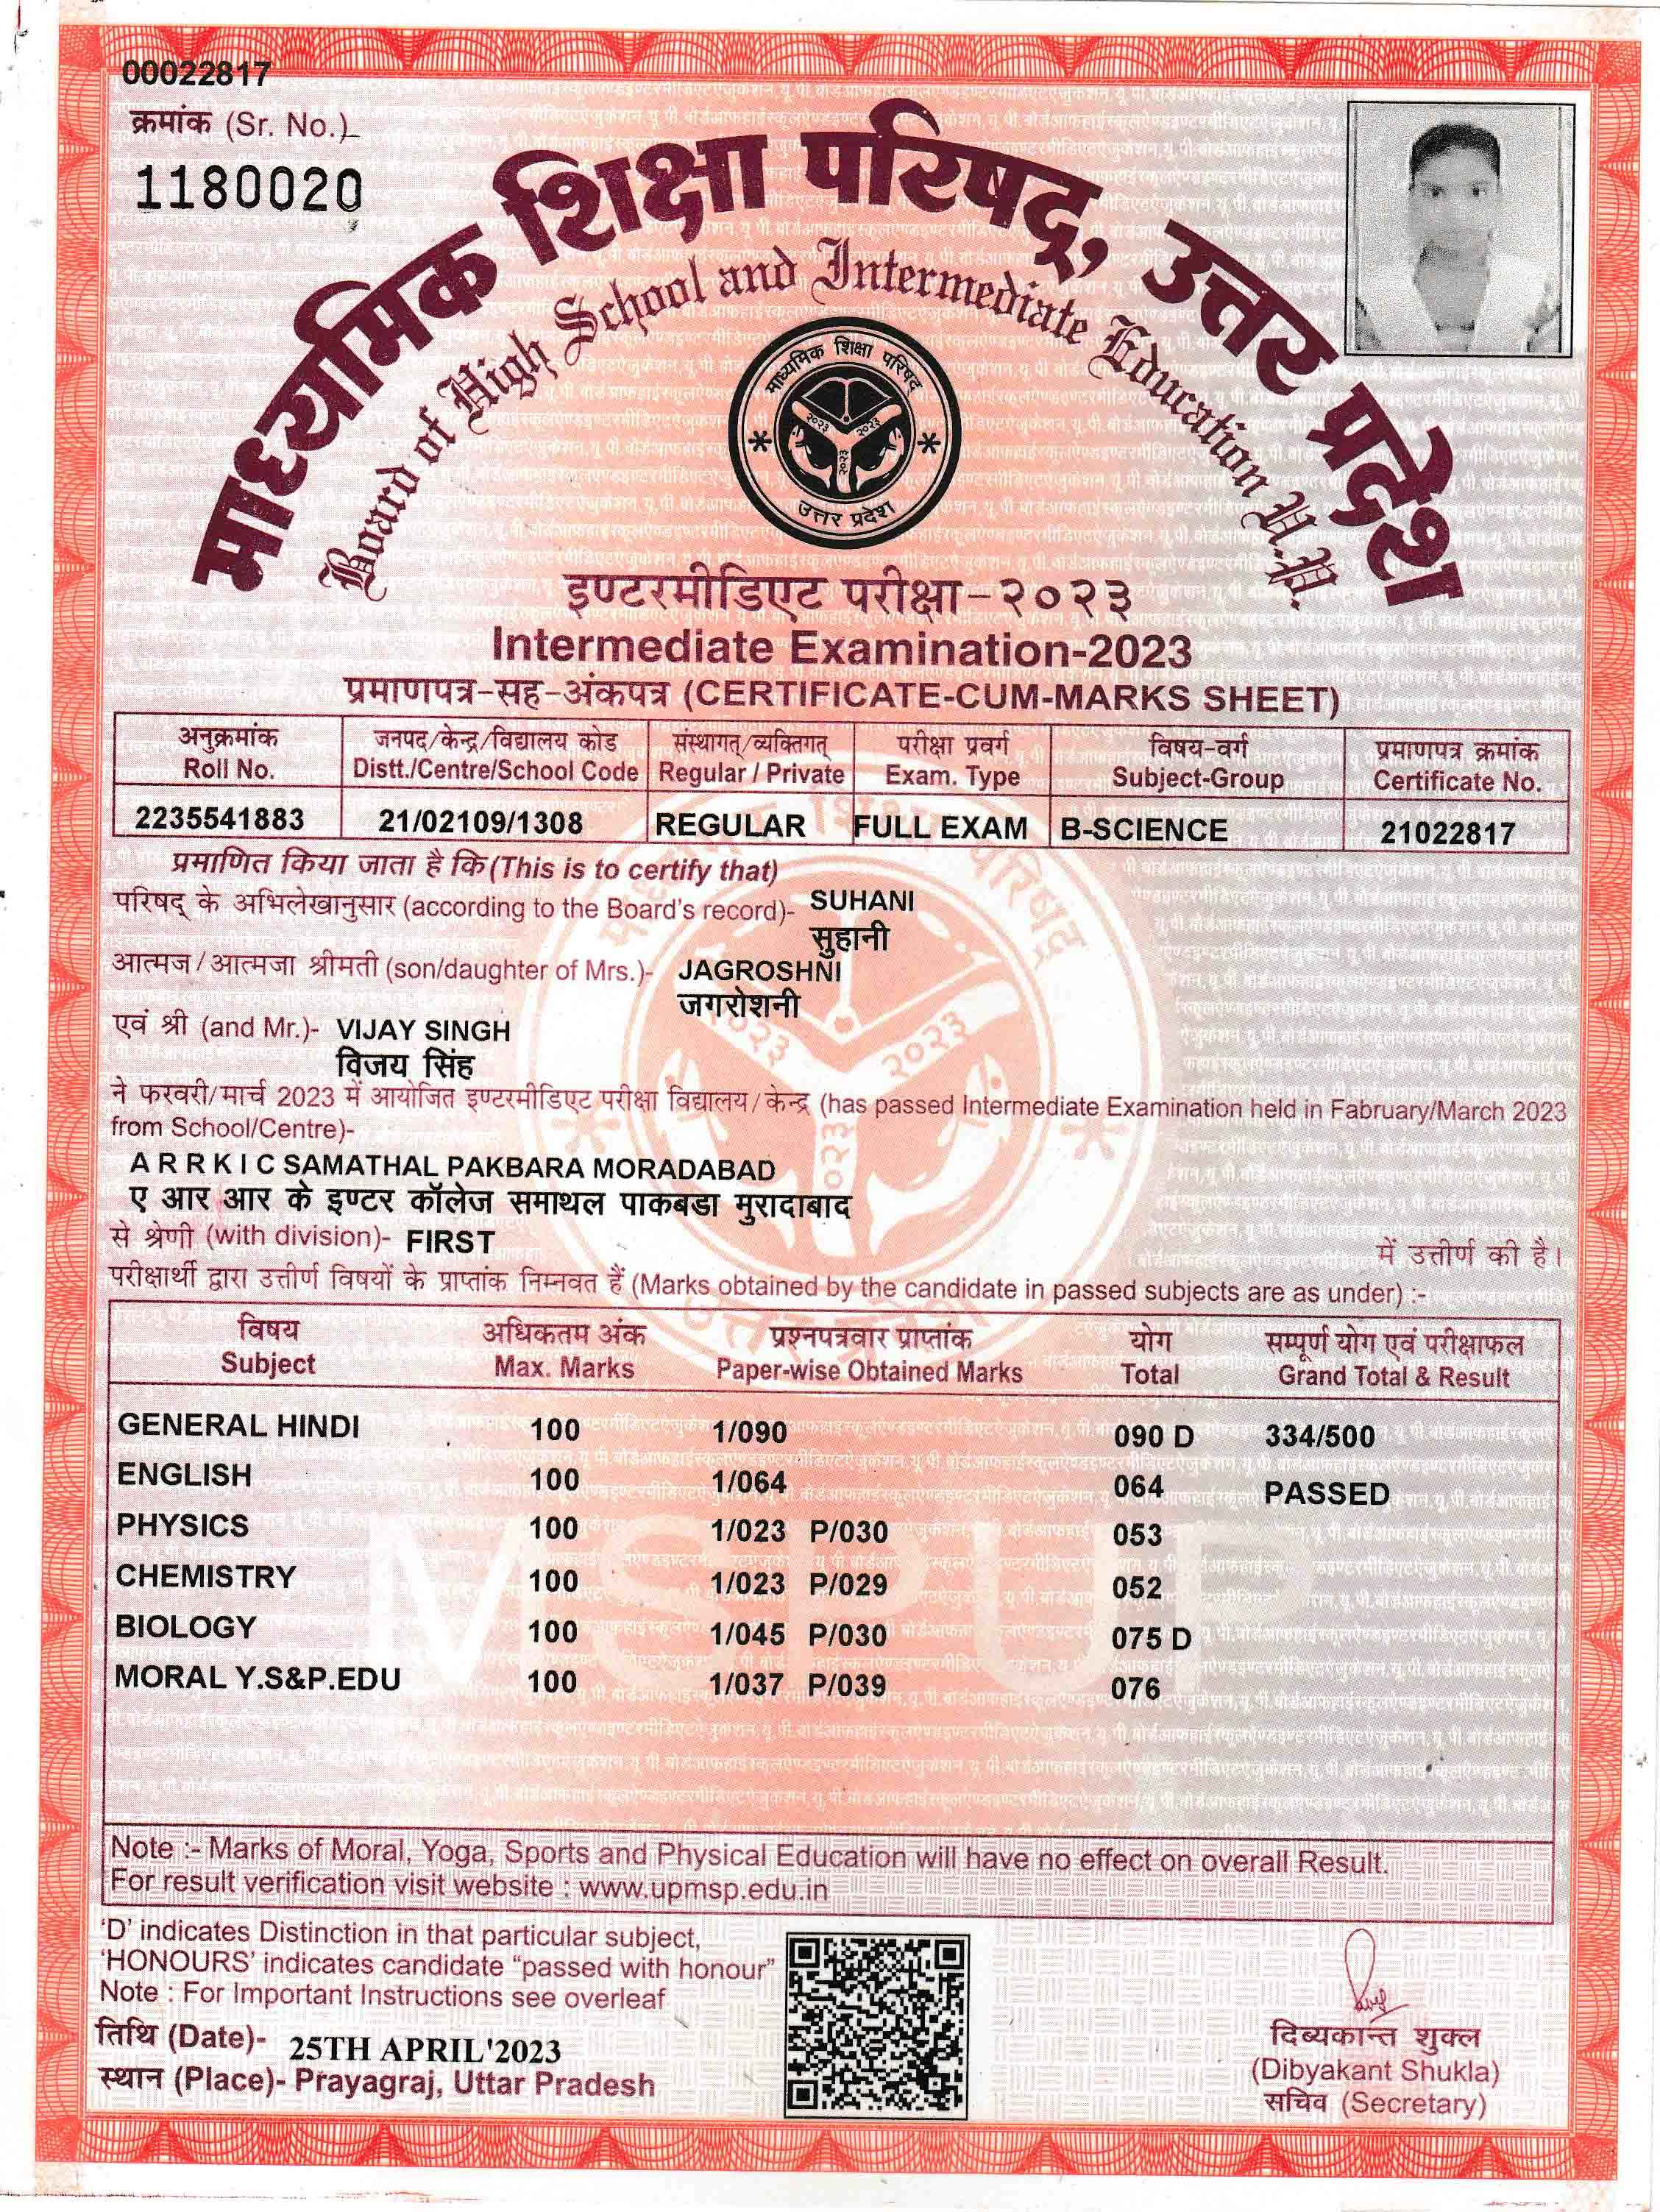 00022817
क्रमांक (Sr. No.)
1180020
माध्यमिक शिक्षा परिषद्, उत्तर प्रदेश
Board of High School and Intermediate Education U.P.
माध्यमिक शिक्षा परिषद्
२०२३ २०२३
२०२३
उत्तर प्रदेश
इण्टरमीडिएट परीक्षा-२०२३
Intermediate Examination-2023
प्रमाणपत्र-सह-अंकपत्र (CERTIFICATE-CUM-MARKS SHEET)
अनुक्रमांक जनपद/केन्द्र/विद्यालय कोड संस्थागत्/व्यक्तिगत् परीक्षा प्रवर्ग विषय-वर्ग प्रमाणपत्र क्रमांक
Roll No. Distt./Centre/School Code Regular / Private Exam. Type Subject-Group Certificate No.
2235541883 21/02109/1308 REGULAR FULL EXAM B-SCIENCE 21022817
प्रमाणित किया जाता है कि (This is to certify that)
परिषद् के अभिलेखानुसार (according to the Board's record)- SUHANI
सुहानी
आत्मज / आत्मजा श्रीमती (son/daughter of Mrs.)- JAGROSHNI
जगरोशनी
एवं श्री (and Mr.)- VIJAY SINGH
विजय सिंह
ने फरवरी/मार्च 2023 में आयोजित इण्टरमीडिएट परीक्षा विद्यालय/केन्द्र (has passed Intermediate Examination held in Fabruary/March 2023
from School/Centre)-
A R R K I C SAMATHAL PAKBARA MORADABAD
ए आर आर के इण्टर कॉलेज समाथल पाकबडा मुरादाबाद
से श्रेणी (with division)- FIRST में उत्तीर्ण की है।
परीक्षार्थी द्वारा उत्तीर्ण विषयों के प्राप्तांक निम्नवत हैं (Marks obtained by the candidate in passed subjects are as under) :-
विषय अधिकतम अंक प्रश्नपत्रवार प्राप्तांक योग सम्पूर्ण योग एवं परीक्षाफल
Subject Max. Marks Paper-wise Obtained Marks Total Grand Total & Result
GENERAL HINDI 100 1/090 090 D 334/500
ENGLISH 100 1/064 064 PASSED
PHYSICS 100 1/023 P/030 053
CHEMISTRY 100 1/023 P/029 052
BIOLOGY 100 1/045 P/030 075 D
MORAL Y.S&P.EDU 100 1/037 P/039 076
MSPUP
Note :- Marks of Moral, Yoga, Sports and Physical Education will have no effect on overall Result.
For result verification visit website : www.upmsp.edu.in
'D' indicates Distinction in that particular subject,
'HONOURS' indicates candidate "passed with honour"
Note : For Important Instructions see overleaf
तिथि (Date)- 25TH APRIL'2023
स्थान (Place)- Prayagraj, Uttar Pradesh
दिब्यकान्त शुक्ल
(Dibyakant Shukla)
सचिव (Secretary)